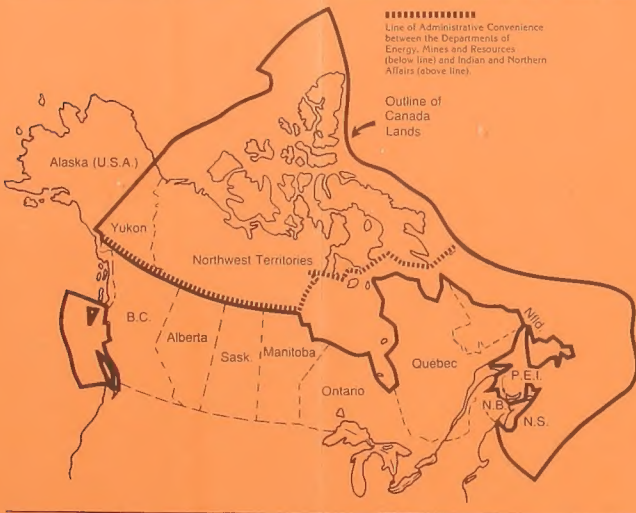 Line of Administrative Convenience
between the Departments of
Energy, Mines and Resources
(below line) and Indian and Northern
Affairs (above line).
Outline of
Canada
Lands
Alaska (U.S.A.)
Yukon
Northwest Territories
B.C.
Alberta
Sask.
Manitoba
Ontario
Quebec
Nfld.
P.E.I.
N.B.
N.S.